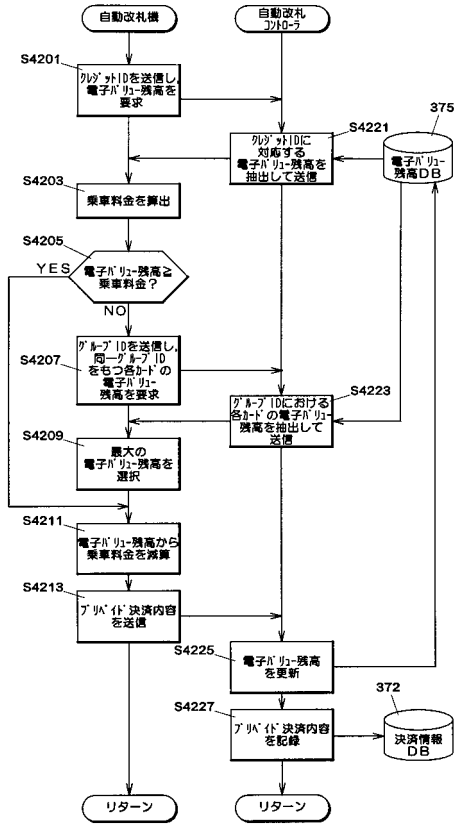 自動改札機
自動改札
コントローラ
S4201
クレジットIDを送信し,
電子バリュー残高を
要求
S4221
クレジットIDに
対応する
電子バリュー残高を
抽出して送信
375
電子バリュー
残高DB
S4203
乗車料金を算出
S4205
YES
電子バリュー残高≧
乗車料金?
NO
S4207
グループIDを送信し,
同一グループID
をもつ各カードの
電子バリュー
残高を要求
S4223
グループIDにおける
各カードの電子バリュー
残高を抽出して
送信
S4209
最大の
電子バリュー残高を
選択
S4211
電子バリュー残高から
乗車料金を減算
S4213
プリペイド決済内容
を送信
S4225
電子バリュー残高
を更新
S4227
プリペイド決済内容
を記録
372
決済情報
DB
リターン
リターン